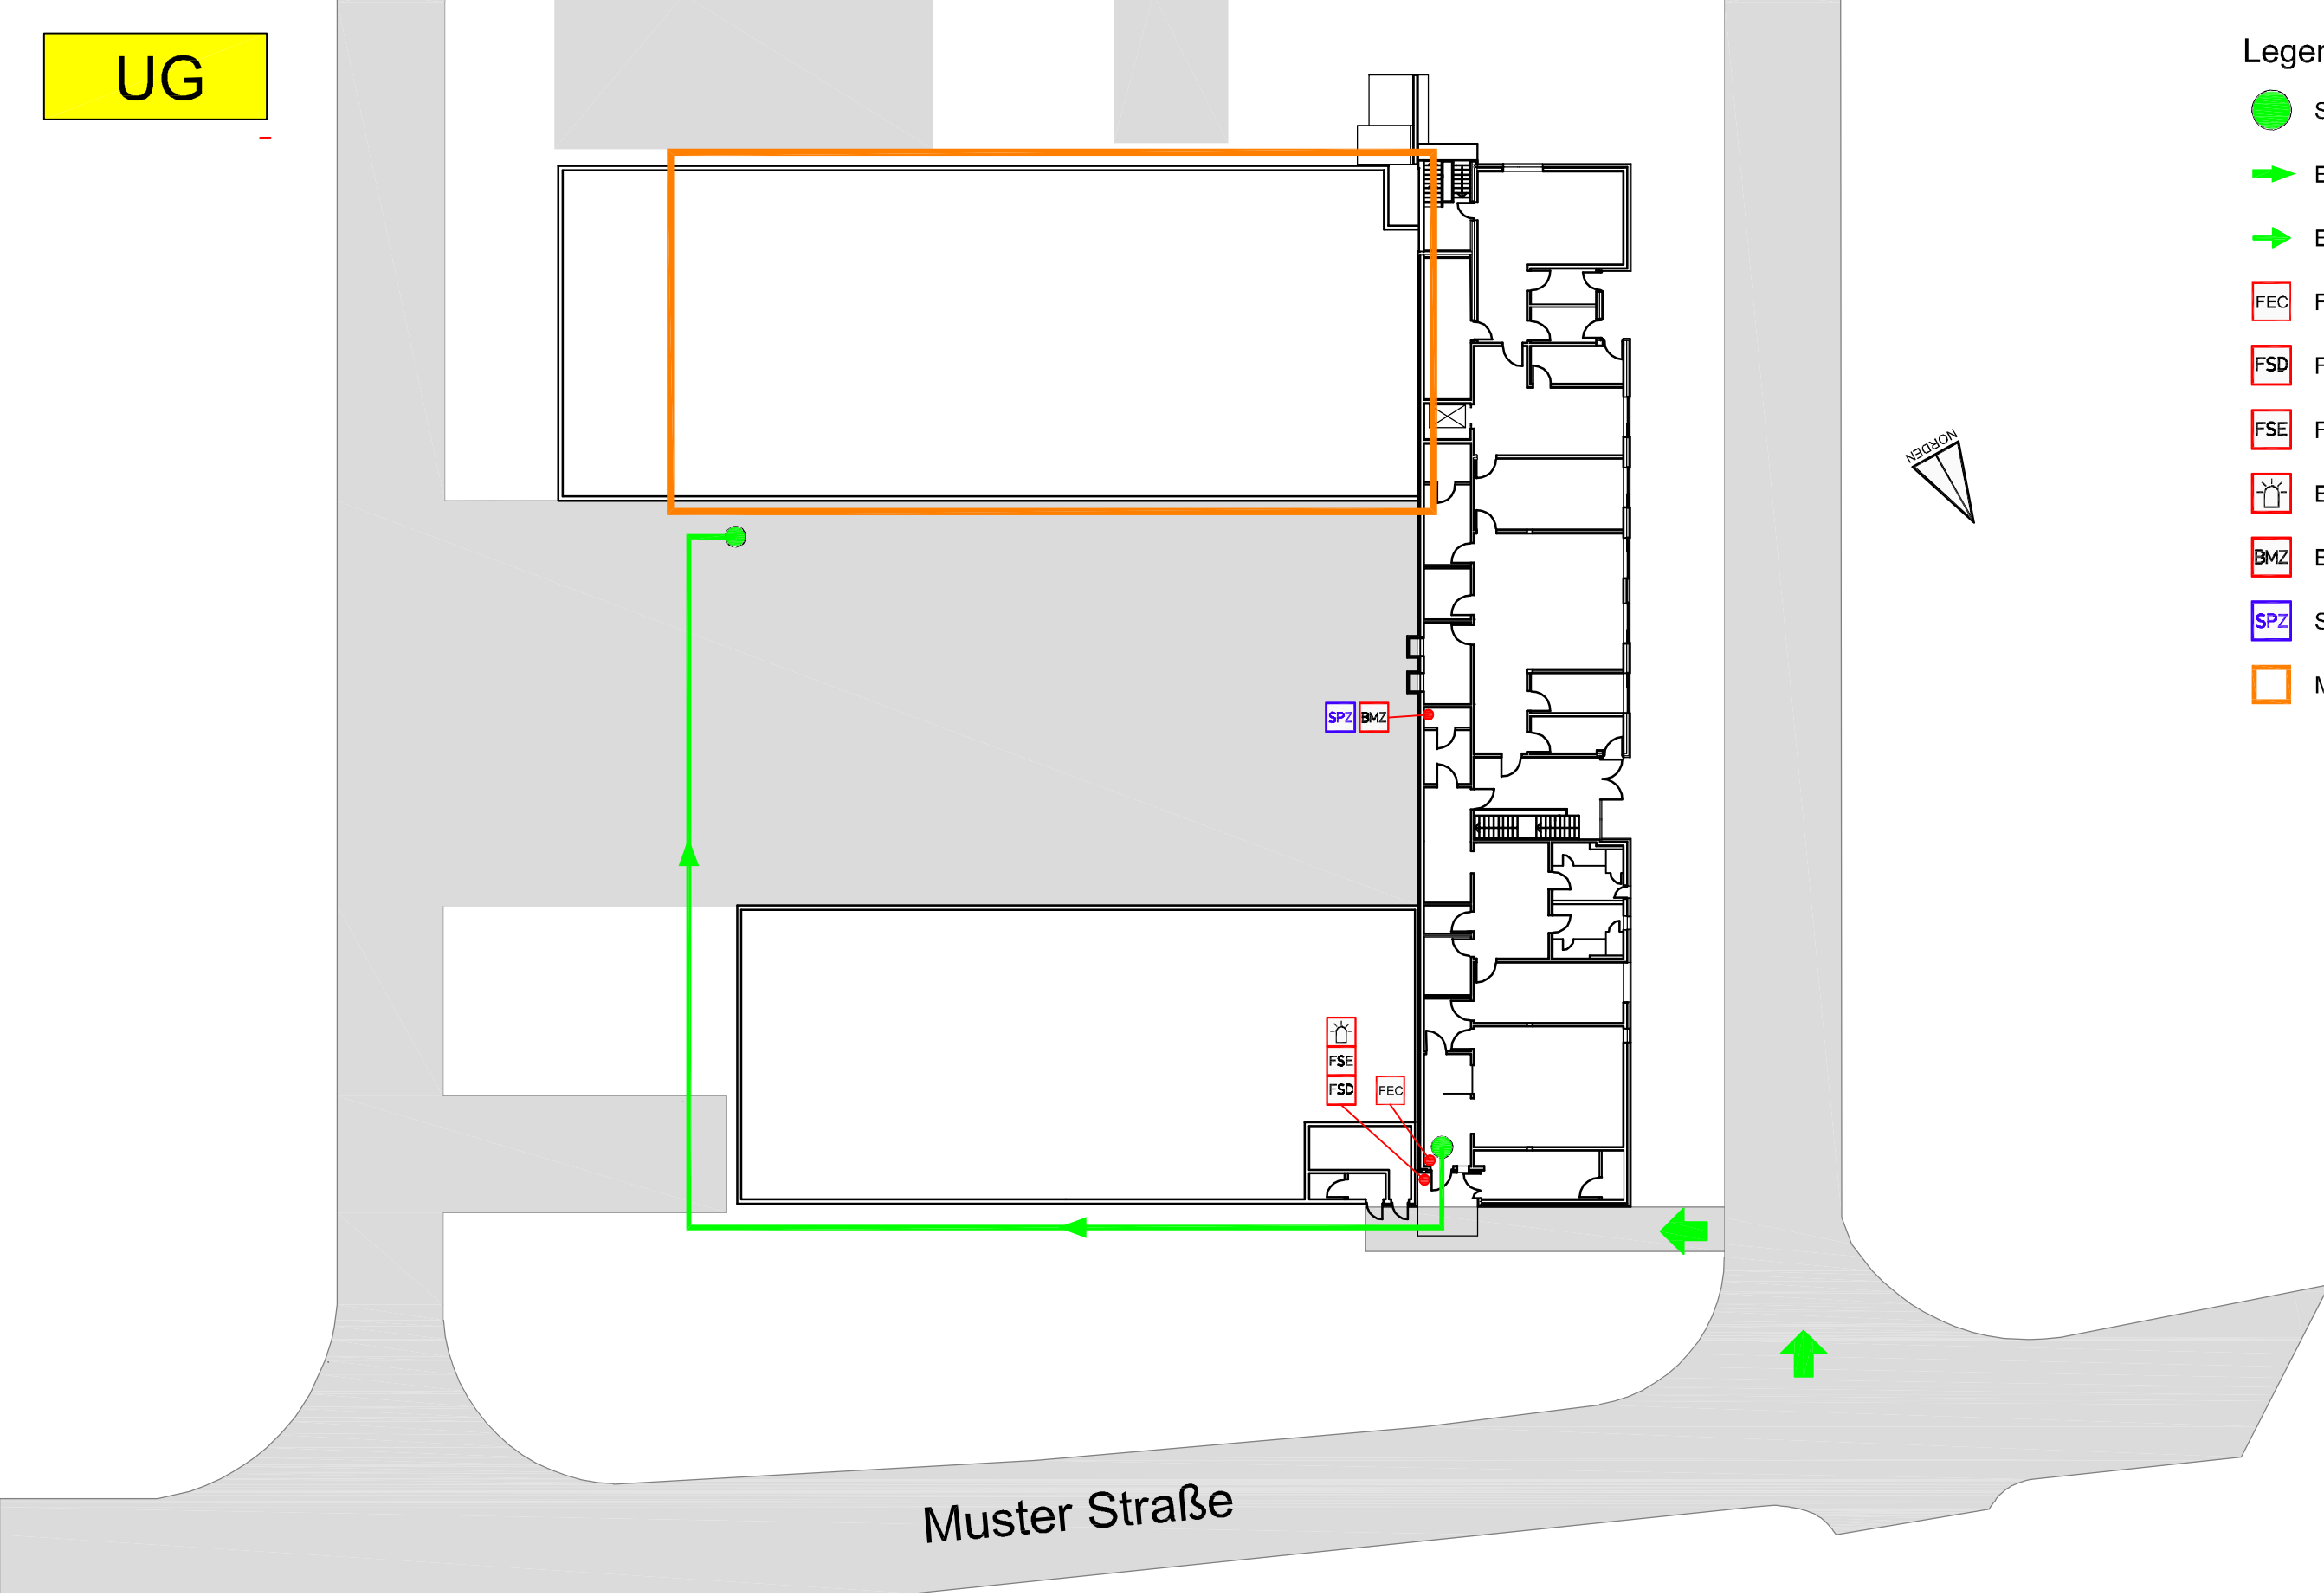 UG
Legen
S
E
E
FEC F
FSD F
FSE F
E
BMZ E
SPZ S
M
NORDEN
SPZ BMZ
FSE
FSD FEC
Muster Straße